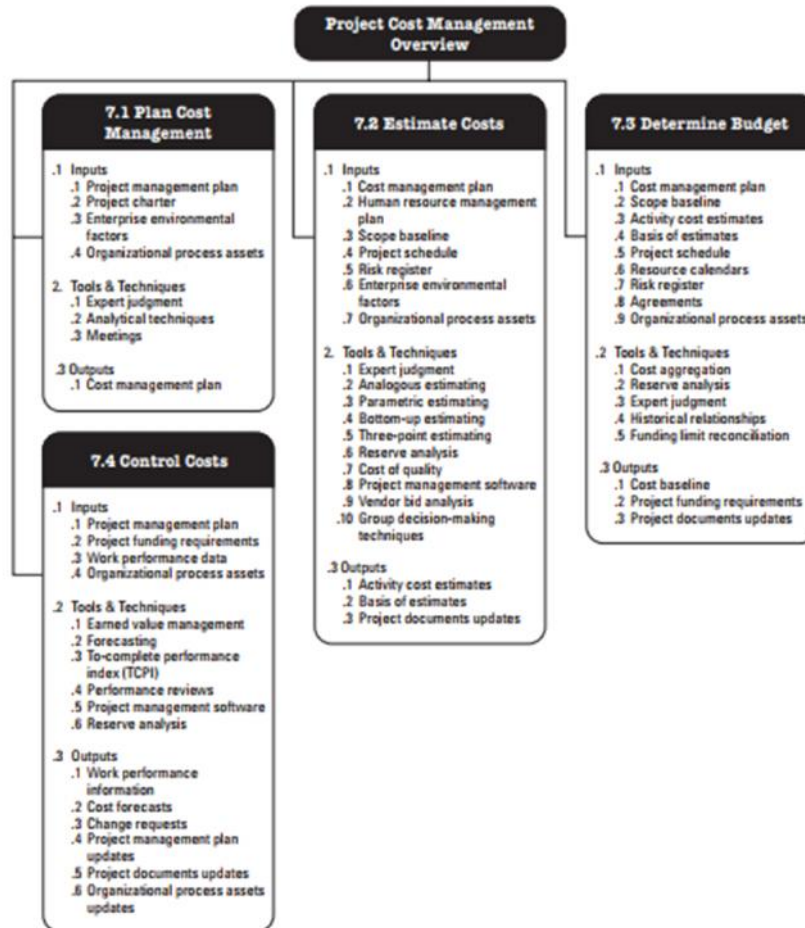 Project Cost Management
Overview
7.1 Plan Cost
Management
.1 Inputs
.1 Project management plan
.2 Project charter
.3 Enterprise environmental
factors
.4 Organizational process assets
2. Tools & Techniques
.1 Expert judgment
.2 Analytical techniques
.3 Meetings
.3 Outputs
.1 Cost management plan
7.2 Estimate Costs
.1 Inputs
.1 Cost management plan
.2 Human resource management
plan
.3 Scope baseline
.4 Project schedule
.5 Risk register
.6 Enterprise environmental
factors
.7 Organizational process assets
2. Tools & Techniques
.1 Expert judgment
.2 Analogous estimating
.3 Parametric estimating
.4 Bottom-up estimating
.5 Three-point estimating
.6 Reserve analysis
.7 Cost of quality
.8 Project management software
.9 Vendor bid analysis
.10 Group decision-making
techniques
.3 Outputs
.1 Activity cost estimates
.2 Basis of estimates
.3 Project documents updates
7.3 Determine Budget
.1 Inputs
.1 Cost management plan
.2 Scope baseline
.3 Activity cost estimates
.4 Basis of estimates
.5 Project schedule
.6 Resource calendars
.7 Risk register
.8 Agreements
.9 Organizational process assets
.2 Tools & Techniques
.1 Cost aggregation
.2 Reserve analysis
.3 Expert judgment
.4 Historical relationships
.5 Funding limit reconciliation
.3 Outputs
.1 Cost baseline
.2 Project funding requirements
.3 Project documents updates
7.4 Control Costs
.1 Inputs
.1 Project management plan
.2 Project funding requirements
.3 Work performance data
.4 Organizational process assets
.2 Tools & Techniques
.1 Earned value management
.2 Forecasting
.3 To-complete performance
index (TCPI)
.4 Performance reviews
.5 Project management software
.6 Reserve analysis
.3 Outputs
.1 Work performance
information
.2 Cost forecasts
.3 Change requests
.4 Project management plan
updates
.5 Project documents updates
.6 Organizational process assets
updates